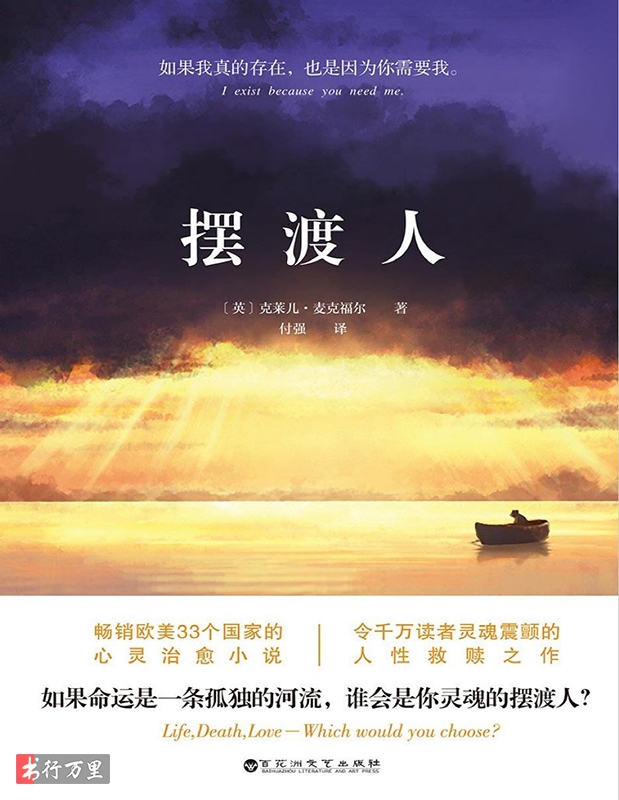 如果我真的存在，也是因为你需要我。
I exist because you need me.
摆渡人
〔英〕克莱儿·麦克福尔 著
付强 译
畅销欧美33个国家的
心灵治愈小说
令千万读者灵魂震颤的
人性救赎之作
如果命运是一条孤独的河流，谁会是你灵魂的摆渡人？
Life,Death,Love—Which would you choose?
书行万里
百花洲文艺出版社
BAIHUAZHOU LITERATURE AND ART PRESS